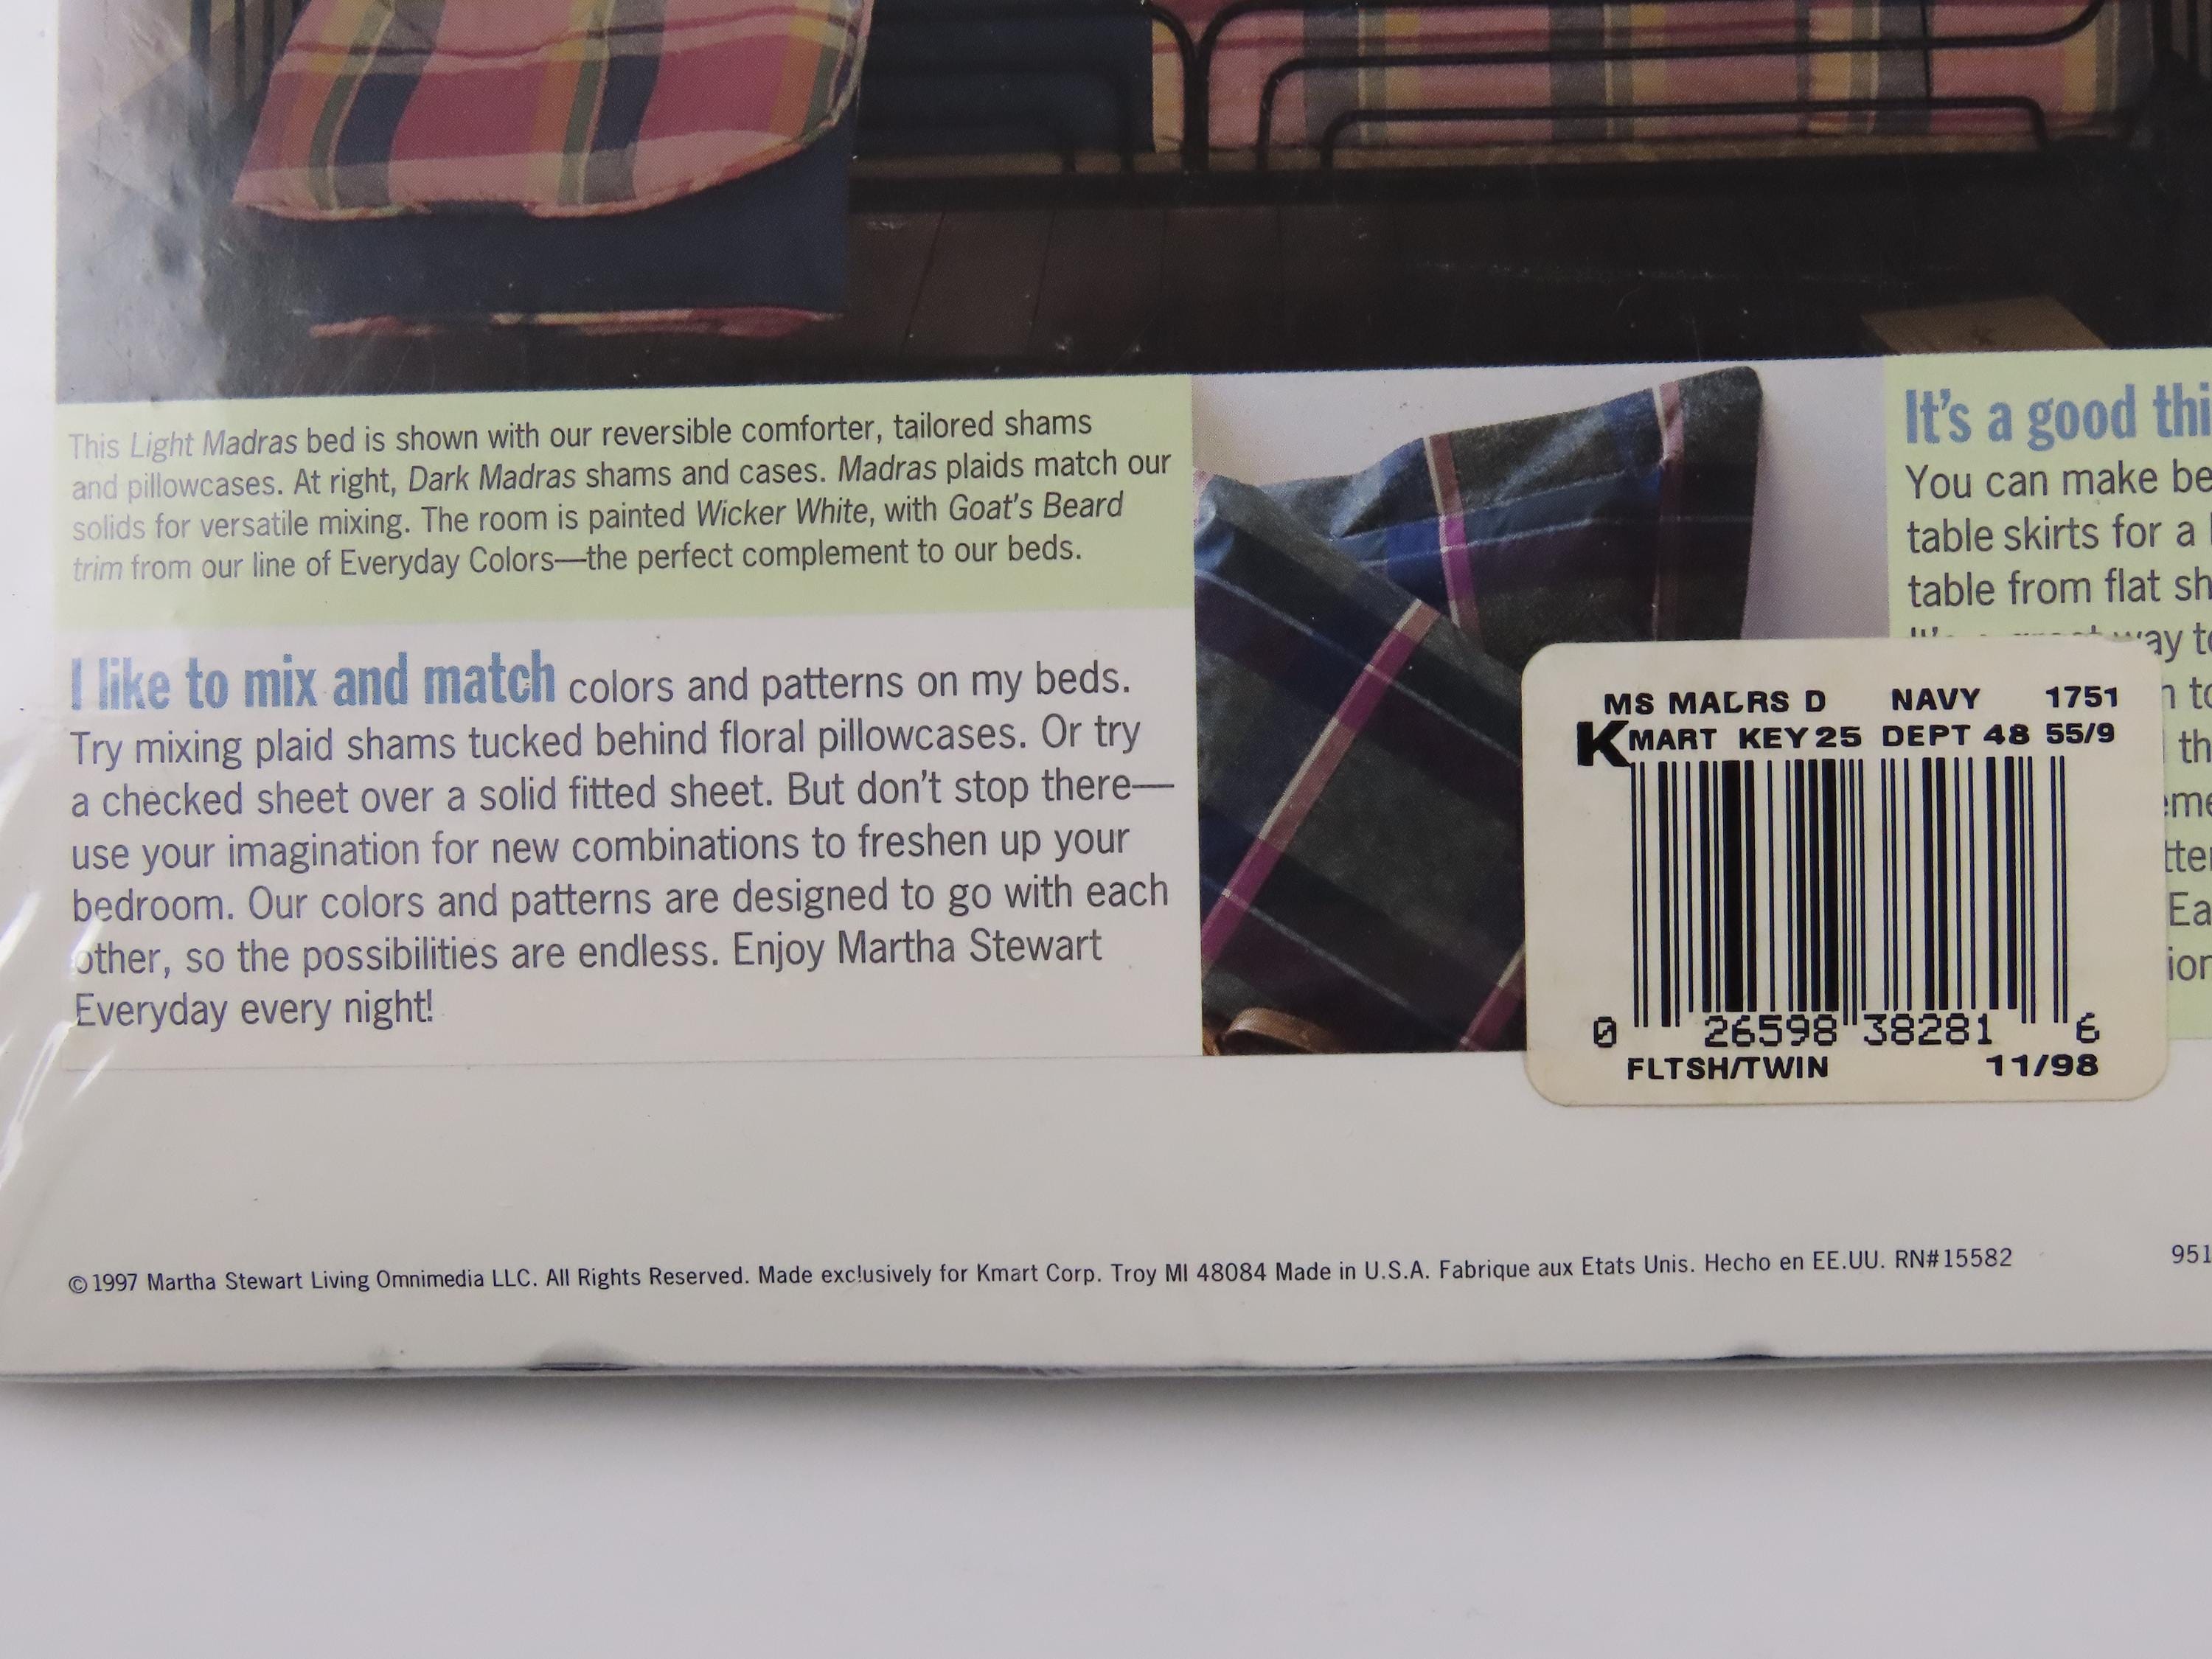 This Light Madras bed is shown with our reversible comforter, tailored shams
and pillowcases. At right, Dark Madras shams and cases. Madras plaids match our
solids for versatile mixing. The room is painted Wicker White, with Goat's Beard
trim from our line of Everyday Colors—the perfect complement to our beds.
I like to mix and match colors and patterns on my beds.
Try mixing plaid shams tucked behind floral pillowcases. Or try
a checked sheet over a solid fitted sheet. But don't stop there—
use your imagination for new combinations to freshen up your
bedroom. Our colors and patterns are designed to go with each
other, so the possibilities are endless. Enjoy Martha Stewart
Everyday every night!
It's a good thi
You can make be
table skirts for a
table from flat sh
way to
th
Ea
MS MADRS D NAVY 1751
KMART KEY 25 DEPT 48 55/9
0 26598 38281 6
FLTSH/TWIN 11/98
©1997 Martha Stewart Living Omnimedia LLC. All Rights Reserved. Made exclusively for Kmart Corp. Troy MI 48084 Made in U.S.A. Fabrique aux Etats Unis. Hecho en EE.UU. RN#15582
951